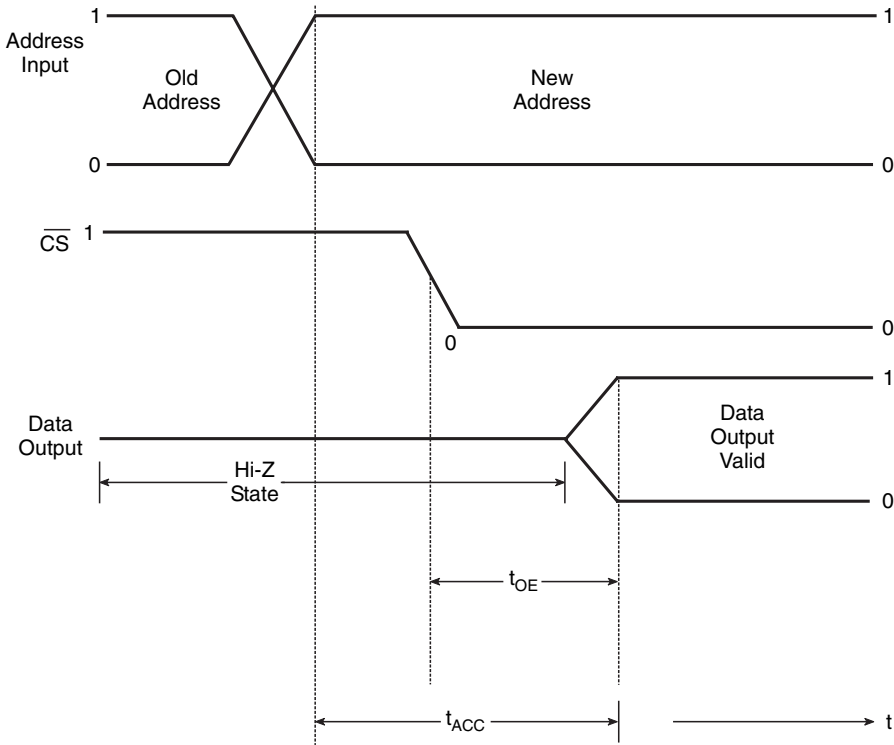 1
1
Address
Input
Old
Address
New
Address
0
0
C̅S̅ 1
0
0
1
Data
Output
Data
Output
Valid
Hi-Z
State
0
tOE
tACC
t